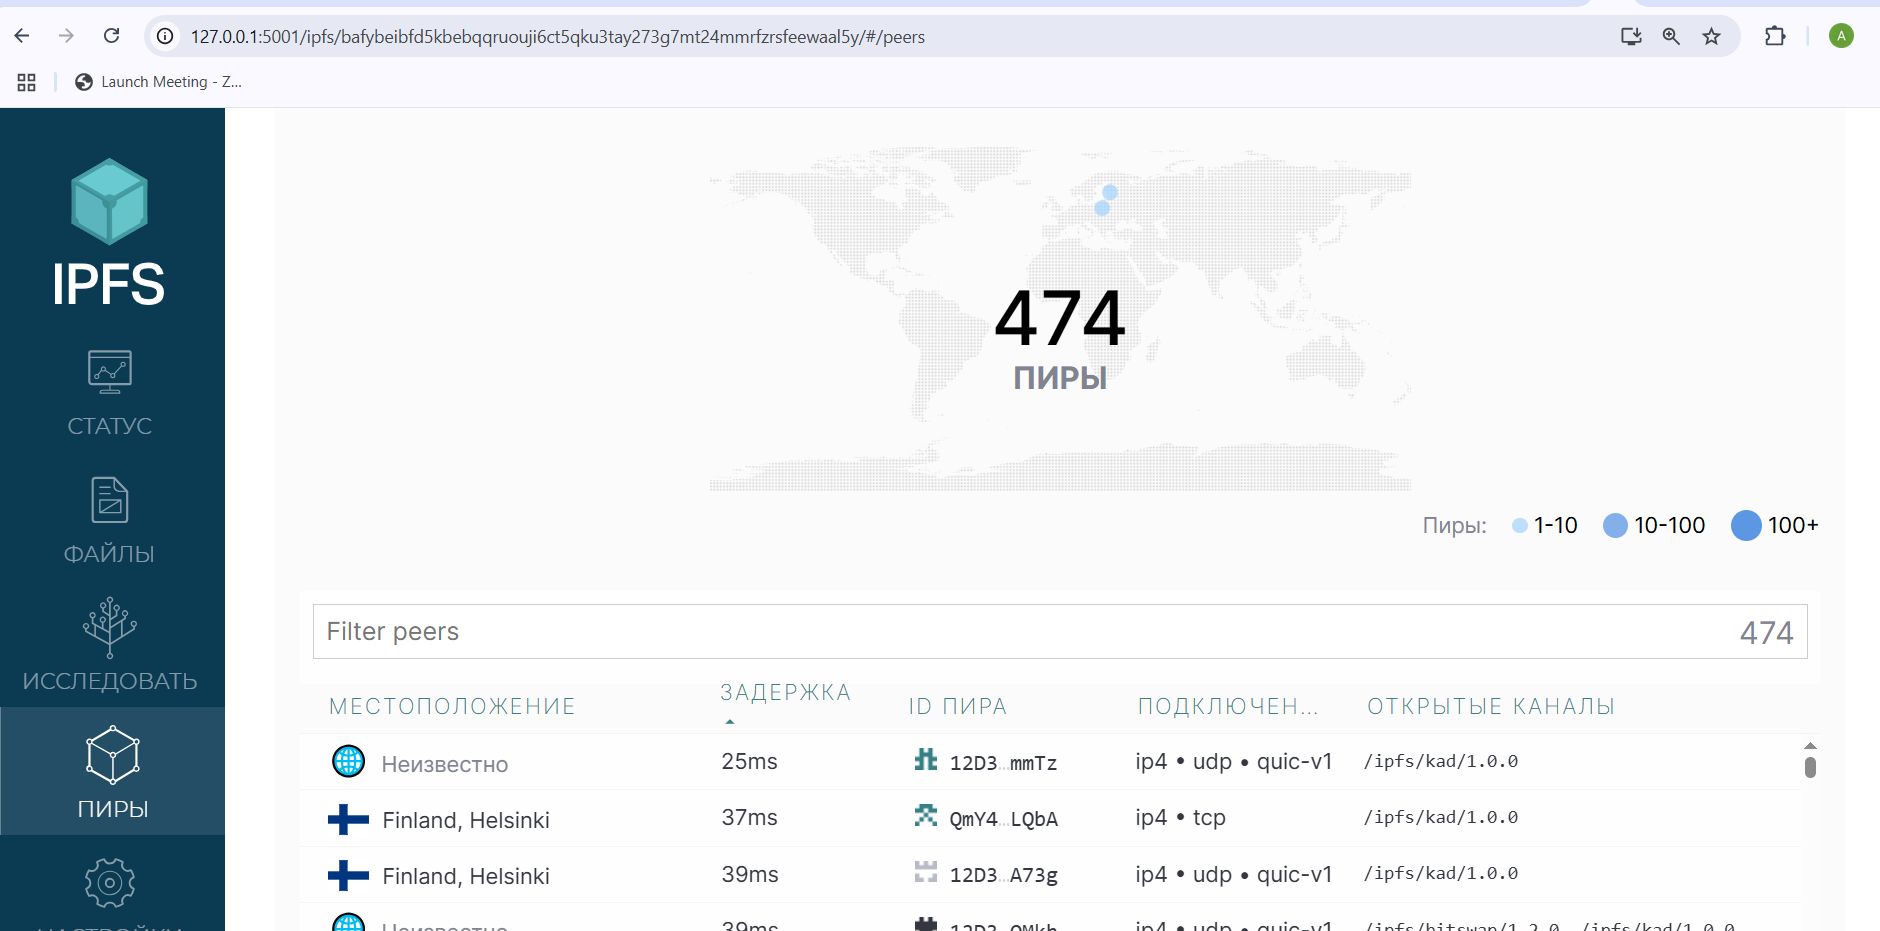 127.0.0.1:5001/ipfs/bafybeibfd5kbebqqruouji6ct5qku3tay273g7mt24mmrfzrsfeewaal5y/#/peers
A
Launch Meeting - Z...
IPFS
СТАТУС
ФАЙЛЫ
ИССЛЕДОВАТЬ
ПИРЫ
НАСТРОЙКИ
474
ПИРЫ
Пиры: 1-10 10-100 100+
Filter peers 474
МЕСТОПОЛОЖЕНИЕ ЗАДЕРЖКА ID ПИРА ПОДКЛЮЧЕН... ОТКРЫТЫЕ КАНАЛЫ
Неизвестно 25ms 12D3…mmTz ip4 • udp • quic-v1 /ipfs/kad/1.0.0
Finland, Helsinki 37ms QmY4…LQbA ip4 • tcp /ipfs/kad/1.0.0
Finland, Helsinki 39ms 12D3…A73g ip4 • udp • quic-v1 /ipfs/kad/1.0.0
Неизвестно 39ms 12D3…QMkh ip4 • udp • quic-v1 /ipfs/bitswap/1.2.0, /ipfs/kad/1.0.0